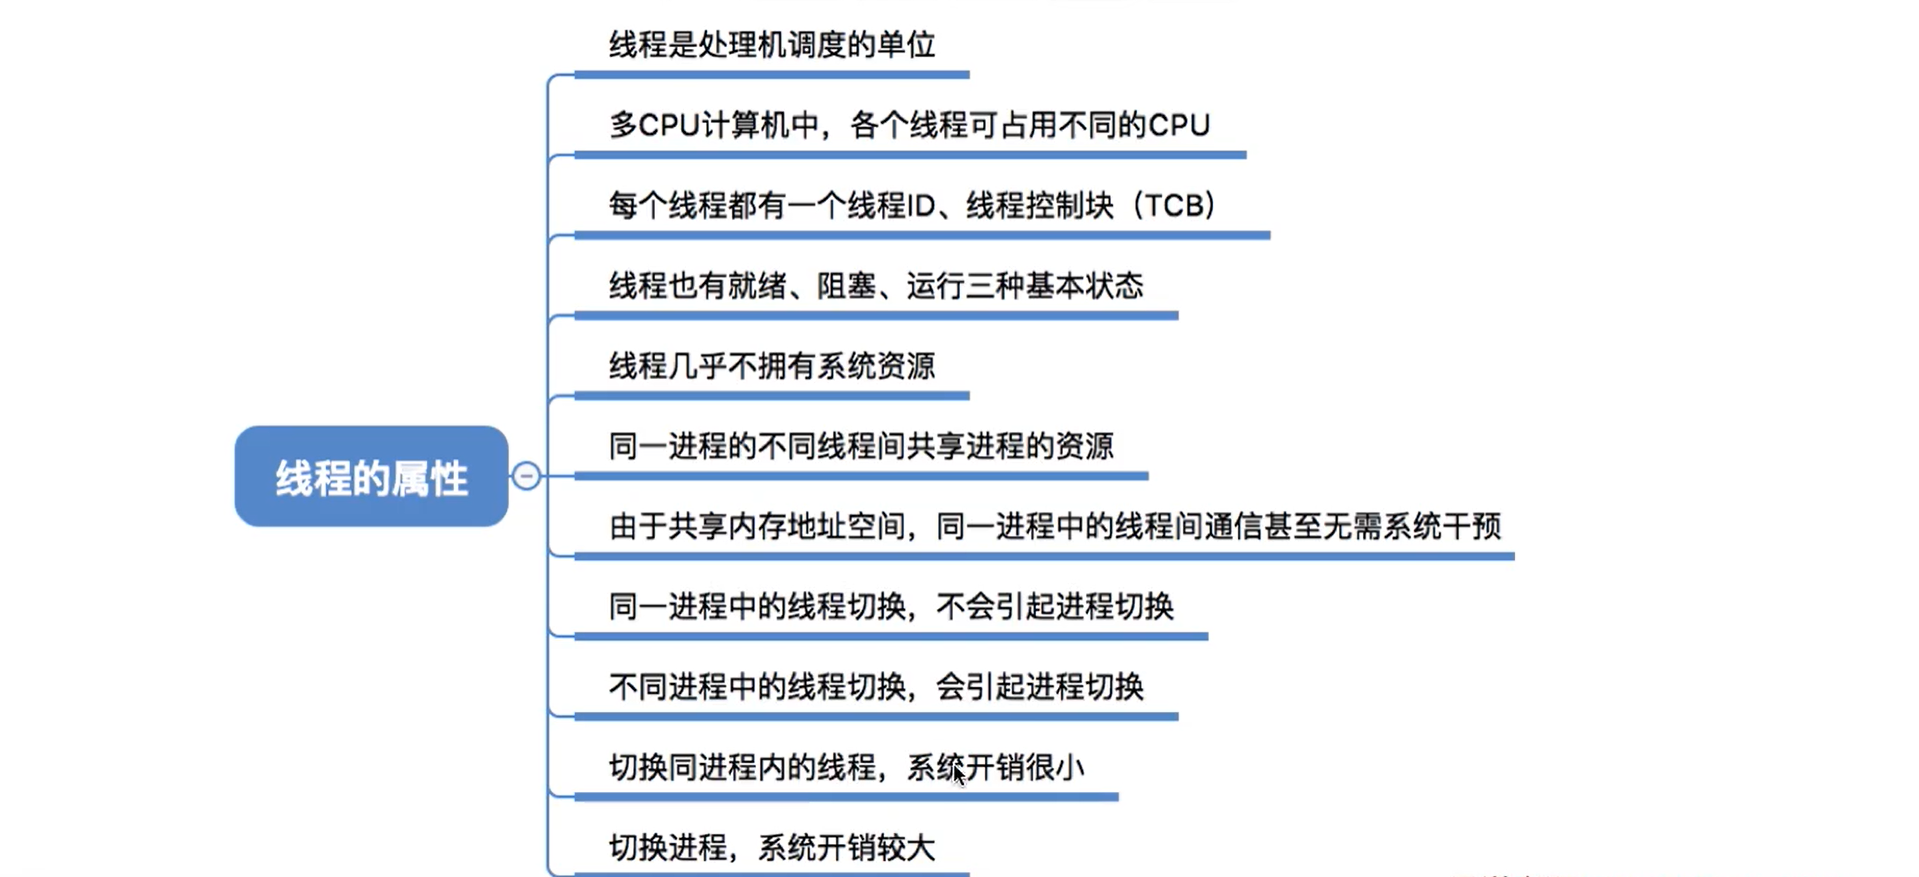 线程是处理机调度的单位
多CPU计算机中，各个线程可占用不同的CPU
每个线程都有一个线程ID、线程控制块（TCB）
线程也有就绪、阻塞、运行三种基本状态
线程几乎不拥有系统资源
线程的属性
同一进程的不同线程间共享进程的资源
由于共享内存地址空间，同一进程中的线程间通信甚至无需系统干预
同一进程中的线程切换，不会引起进程切换
不同进程中的线程切换，会引起进程切换
切换同进程内的线程，系统开销很小
切换进程，系统开销较大